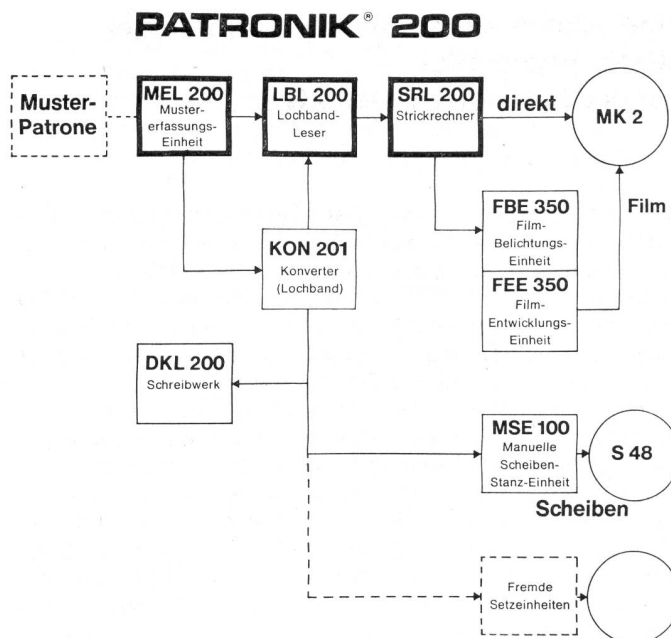 PATRONIK® 200
Muster-
Patrone
MEL 200
Muster-
erfassungs-
Einheit
LBL 200
Lochband-
Leser
SRL 200
Strickrechner
direkt
MK 2
FBE 350
Film-
Belichtungs-
Einheit
Film
KON 201
Konverter
(Lochband)
FEE 350
Film-
Entwicklungs-
Einheit
DKL 200
Schreibwerk
MSE 100
Manuelle
Scheiben-
Stanz-Einheit
S 48
Scheiben
Fremde
Setzeinheiten